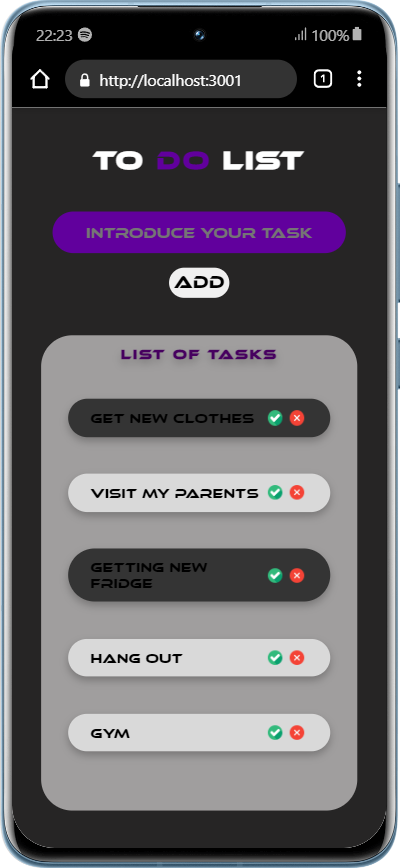 22:23 100%
http://localhost:3001 1
TO DO LIST
INTRODUCE YOUR TASK
ADD
LIST OF TASKS
GET NEW CLOTHES
VISIT MY PARENTS
GETTING NEW
FRIDGE
HANG OUT
GYM